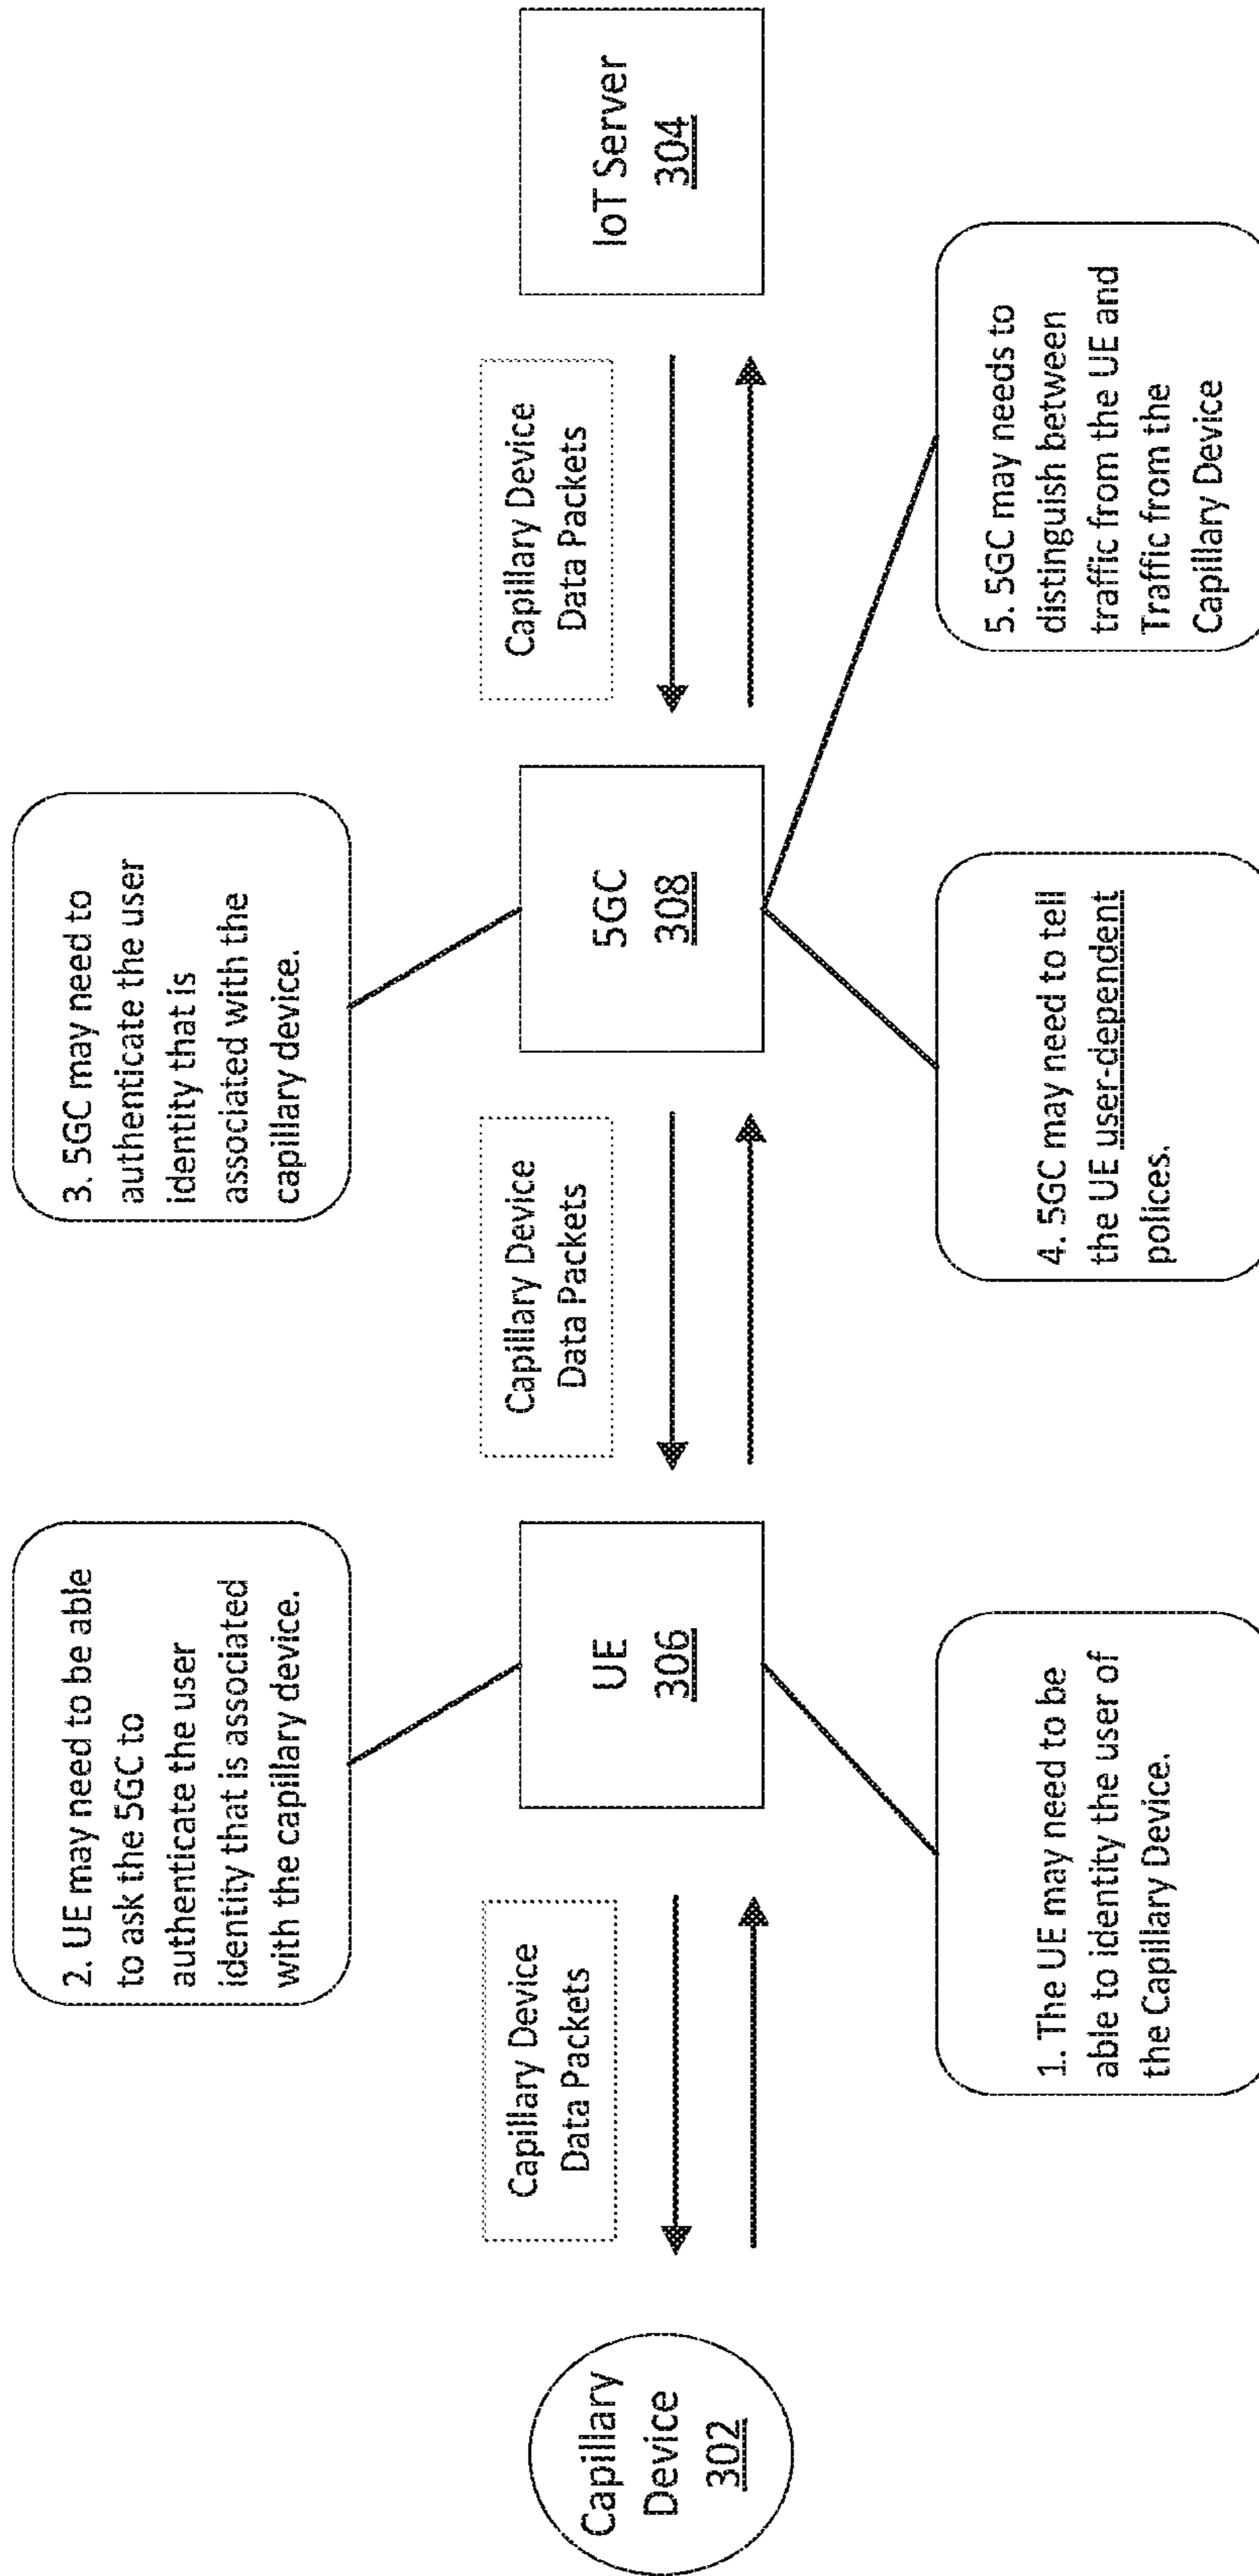 2. UE may need to be able
to ask the 5GC to
authenticate the user
identity that is associated
with the capillary device.
3. 5GC may need to
authenticate the user
identity that is
associated with the
capillary device.
Capillary
Device
302
Capillary Device
Data Packets
UE
306
Capillary Device
Data Packets
5GC
308
Capillary Device
Data Packets
IoT Server
304
1. The UE may need to be
able to identity the user of
the Capillary Device.
4. 5GC may need to tell
the UE user-dependent
polices.
5. 5GC may needs to
distinguish between
traffic from the UE and
Traffic from the
Capillary Device